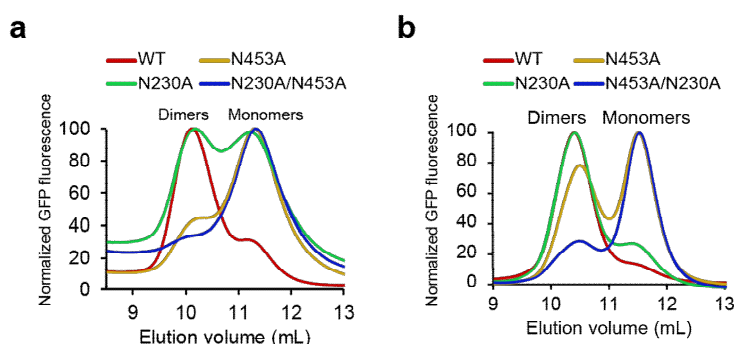 a
WT
N453A
N230A
N230A/N453A
Dimers
Monomers
Normalized GFP fluorescence
100
80
60
40
20
0
9
10
11
12
13
Elution volume (mL)
b
WT
N453A
N230A
N453A/N230A
Dimers
Monomers
Normalized GFP fluorescence
100
80
60
40
20
0
9
10
11
12
13
Elution volume (mL)